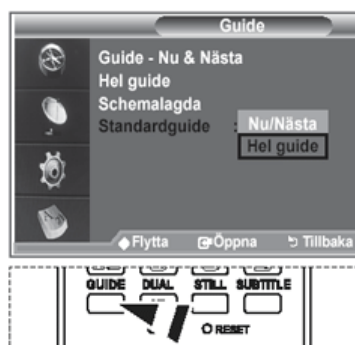 Guide
Guide - Nu & Nästa
Hel guide
Schemalagda
Standardguide : Nu/Nästa
Hel guide
Flytta Öppna Tillbaka
GUIDE DUAL STILL SUBTITLE
RESET